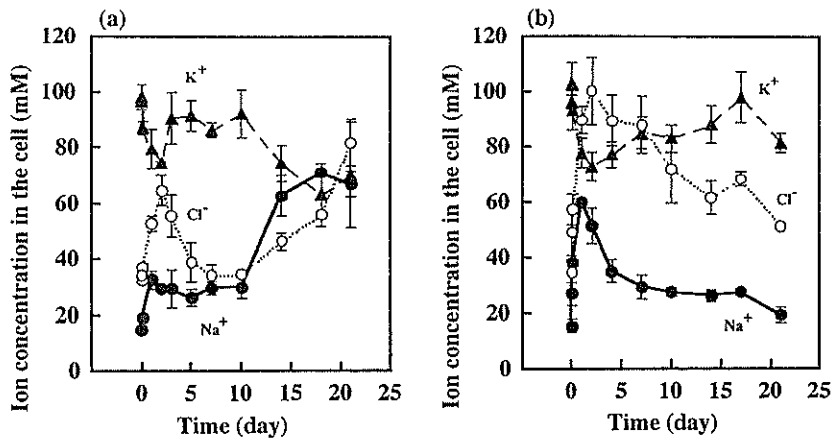 (a)
Ion concentration in the cell (mM)
120
100
80
60
40
20
0
K+
Cl-
Na+
0 5 10 15 20 25
Time (day)
(b)
Ion concentration in the cell (mM)
120
100
80
60
40
20
0
K+
Cl-
Na+
0 5 10 15 20 25
Time (day)